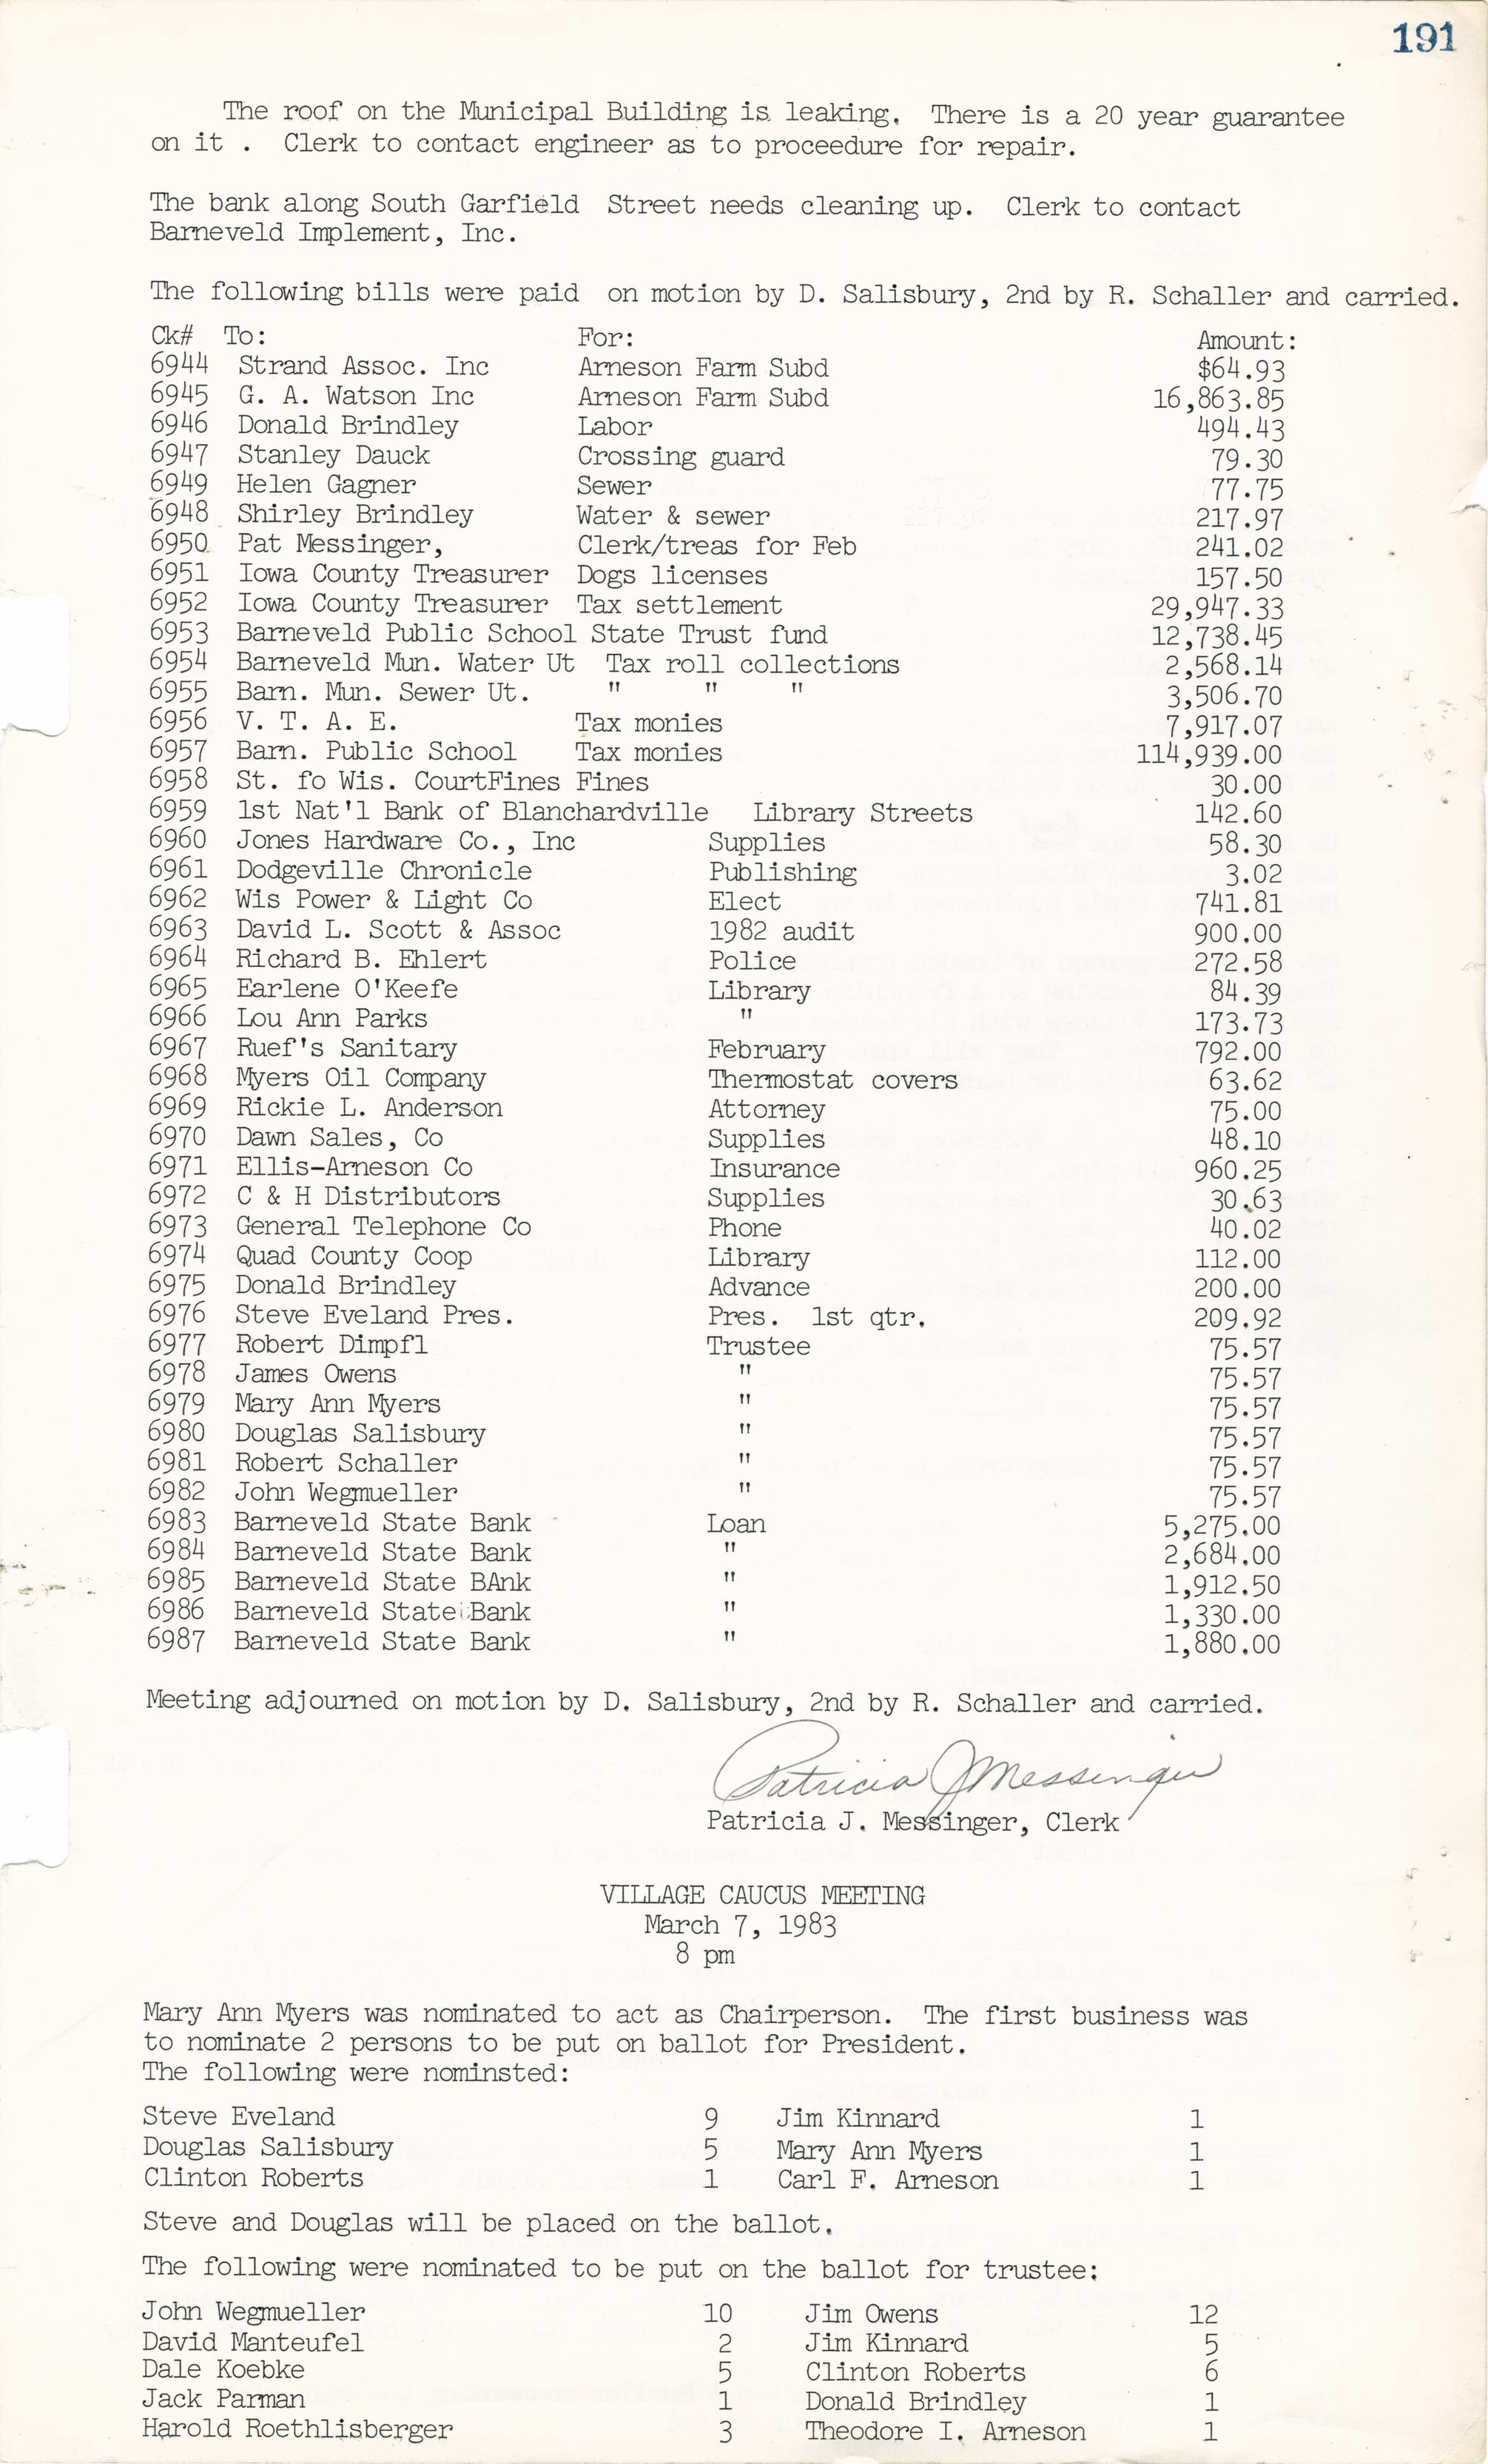 191
The roof on the Municipal Building is leaking. There is a 20 year guarantee
on it . Clerk to contact engineer as to proceedure for repair.
The bank along South Garfield Street needs cleaning up. Clerk to contact
Barneveld Implement, Inc.
The following bills were paid on motion by D. Salisbury, 2nd by R. Schaller and carried.
Ck# To: For: Amount:
6944 Strand Assoc. Inc Arneson Farm Subd $64.93
6945 G. A. Watson Inc Arneson Farm Subd 16,863.85
6946 Donald Brindley Labor 494.43
6947 Stanley Dauck Crossing guard 79.30
6949 Helen Gagner Sewer 77.75
6948 Shirley Brindley Water & sewer 217.97
6950 Pat Messinger, Clerk/treas for Feb 241.02
6951 Iowa County Treasurer Dogs licenses 157.50
6952 Iowa County Treasurer Tax settlement 29,947.33
6953 Barneveld Public School State Trust fund 12,738.45
6954 Barneveld Mun. Water Ut Tax roll collections 2,568.14
6955 Barn. Mun. Sewer Ut. " " " 3,506.70
6956 V. T. A. E. Tax monies 7,917.07
6957 Barn. Public School Tax monies 114,939.00
6958 St. fo Wis. CourtFines Fines 30.00
6959 1st Nat'l Bank of Blanchardville Library Streets 142.60
6960 Jones Hardware Co., Inc Supplies 58.30
6961 Dodgeville Chronicle Publishing 3.02
6962 Wis Power & Light Co Elect 741.81
6963 David L. Scott & Assoc 1982 audit 900.00
6964 Richard B. Ehlert Police 272.58
6965 Earlene O'Keefe Library 84.39
6966 Lou Ann Parks " 173.73
6967 Ruef's Sanitary February 792.00
6968 Myers Oil Company Thermostat covers 63.62
6969 Rickie L. Anderson Attorney 75.00
6970 Dawn Sales, Co Supplies 48.10
6971 Ellis-Arneson Co Insurance 960.25
6972 C & H Distributors Supplies 30.63
6973 General Telephone Co Phone 40.02
6974 Quad County Coop Library 112.00
6975 Donald Brindley Advance 200.00
6976 Steve Eveland Pres. Pres. 1st qtr. 209.92
6977 Robert Dimpfl Trustee 75.57
6978 James Owens " 75.57
6979 Mary Ann Myers " 75.57
6980 Douglas Salisbury " 75.57
6981 Robert Schaller " 75.57
6982 John Wegmueller " 75.57
6983 Barneveld State Bank Loan 5,275.00
6984 Barneveld State Bank " 2,684.00
6985 Barneveld State BAnk " 1,912.50
6986 Barneveld State Bank " 1,330.00
6987 Barneveld State Bank " 1,880.00
Meeting adjourned on motion by D. Salisbury, 2nd by R. Schaller and carried.
Patricia J Messinger
Patricia J. Messinger, Clerk
VILLAGE CAUCUS MEETING
March 7, 1983
8 pm
Mary Ann Myers was nominated to act as Chairperson. The first business was
to nominate 2 persons to be put on ballot for President.
The following were nominsted:
Steve Eveland 9 Jim Kinnard 1
Douglas Salisbury 5 Mary Ann Myers 1
Clinton Roberts 1 Carl F. Arneson 1
Steve and Douglas will be placed on the ballot.
The following were nominated to be put on the ballot for trustee:
John Wegmueller 10 Jim Owens 12
David Manteufel 2 Jim Kinnard 5
Dale Koebke 5 Clinton Roberts 6
Jack Parman 1 Donald Brindley 1
Harold Roethlisberger 3 Theodore I. Arneson 1